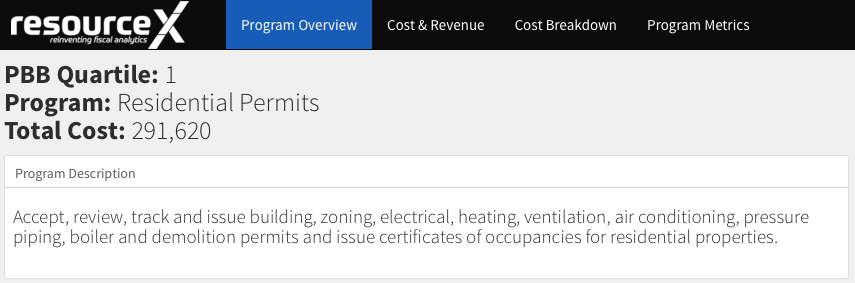 resourceX
reinventing fiscal analytics
Program Overview Cost & Revenue Cost Breakdown Program Metrics
PBB Quartile: 1
Program: Residential Permits
Total Cost: 291,620
Program Description
Accept, review, track and issue building, zoning, electrical, heating, ventilation, air conditioning, pressure
piping, boiler and demolition permits and issue certificates of occupancies for residential properties.